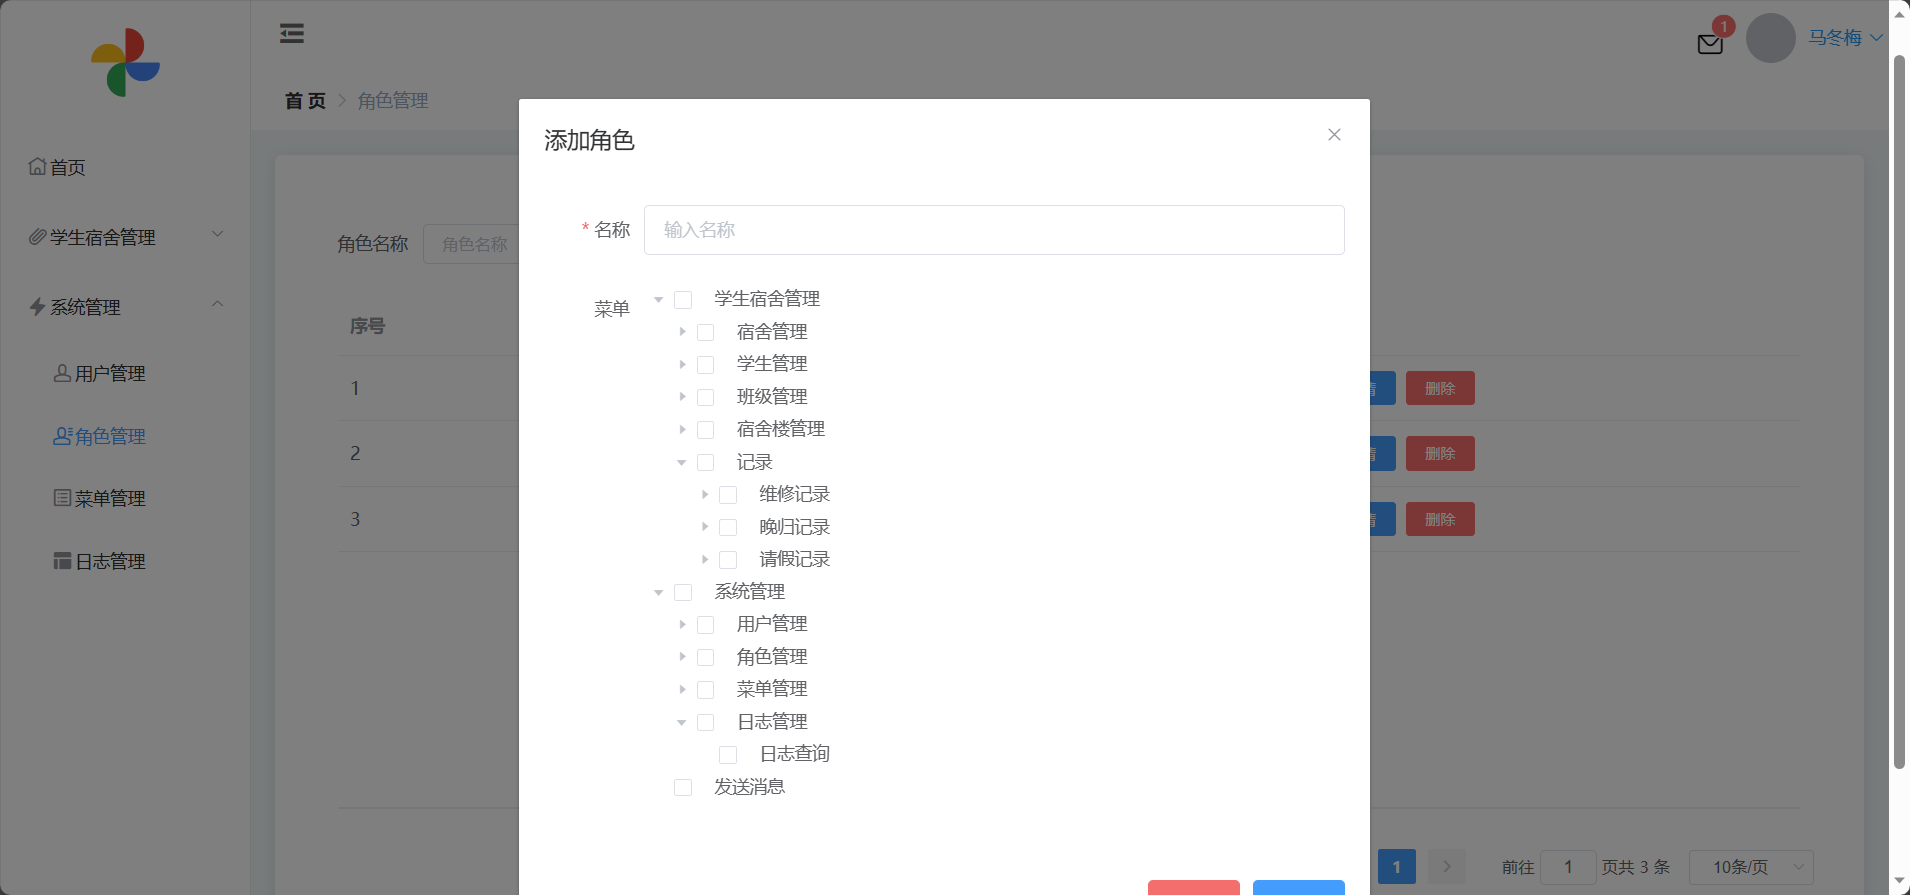 1
马冬梅
首页
角色管理
首页
学生宿舍管理
系统管理
用户管理
角色管理
菜单管理
日志管理
角色名称
角色名称
序号
1
2
3
删除
删除
删除
添加角色
* 名称
输入名称
菜单
学生宿舍管理
宿舍管理
学生管理
班级管理
宿舍楼管理
记录
维修记录
晚归记录
请假记录
系统管理
用户管理
角色管理
菜单管理
日志管理
日志查询
发送消息
1
前往 1 页共 3 条
10条/页